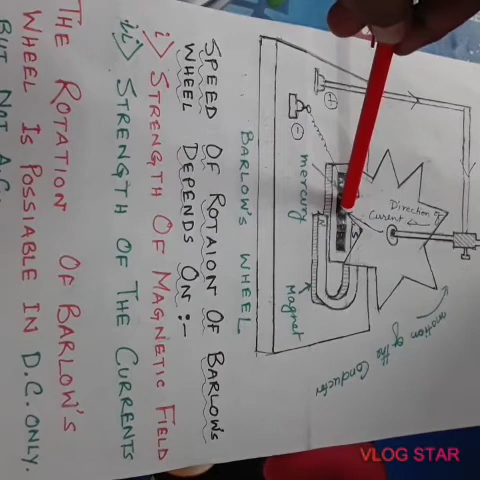 +
-
mercury
N
S
Direction of
Current
Magnet
motion of the Conductor
BARLOW'S WHEEL
SPEED OF ROTAION OF BARLOW'S
WHEEL DEPENDS ON :-
i) STRENGTH OF MAGNETIC FIELD
ii) STRENGTH OF THE CURRENTS
THE ROTATION OF BARLOW'S
WHEEL IS POSSIABLE IN D.C. ONLY.
BUT NOT A.C.
VLOG STAR